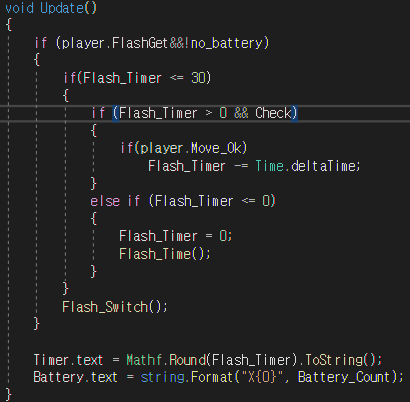 void Update()
{
if (player.FlashGet&&!no_battery)
{
if(Flash_Timer <= 30)
{
if (Flash_Timer > 0 && Check)
{
if(player.Move_Ok)
Flash_Timer -= Time.deltaTime;
}
else if (Flash_Timer <= 0)
{
Flash_Timer = 0;
Flash_Time();
}
}
Flash_Switch();
}
Timer.text = Mathf.Round(Flash_Timer).ToString();
Battery.text = string.Format("X{0}", Battery_Count);
}